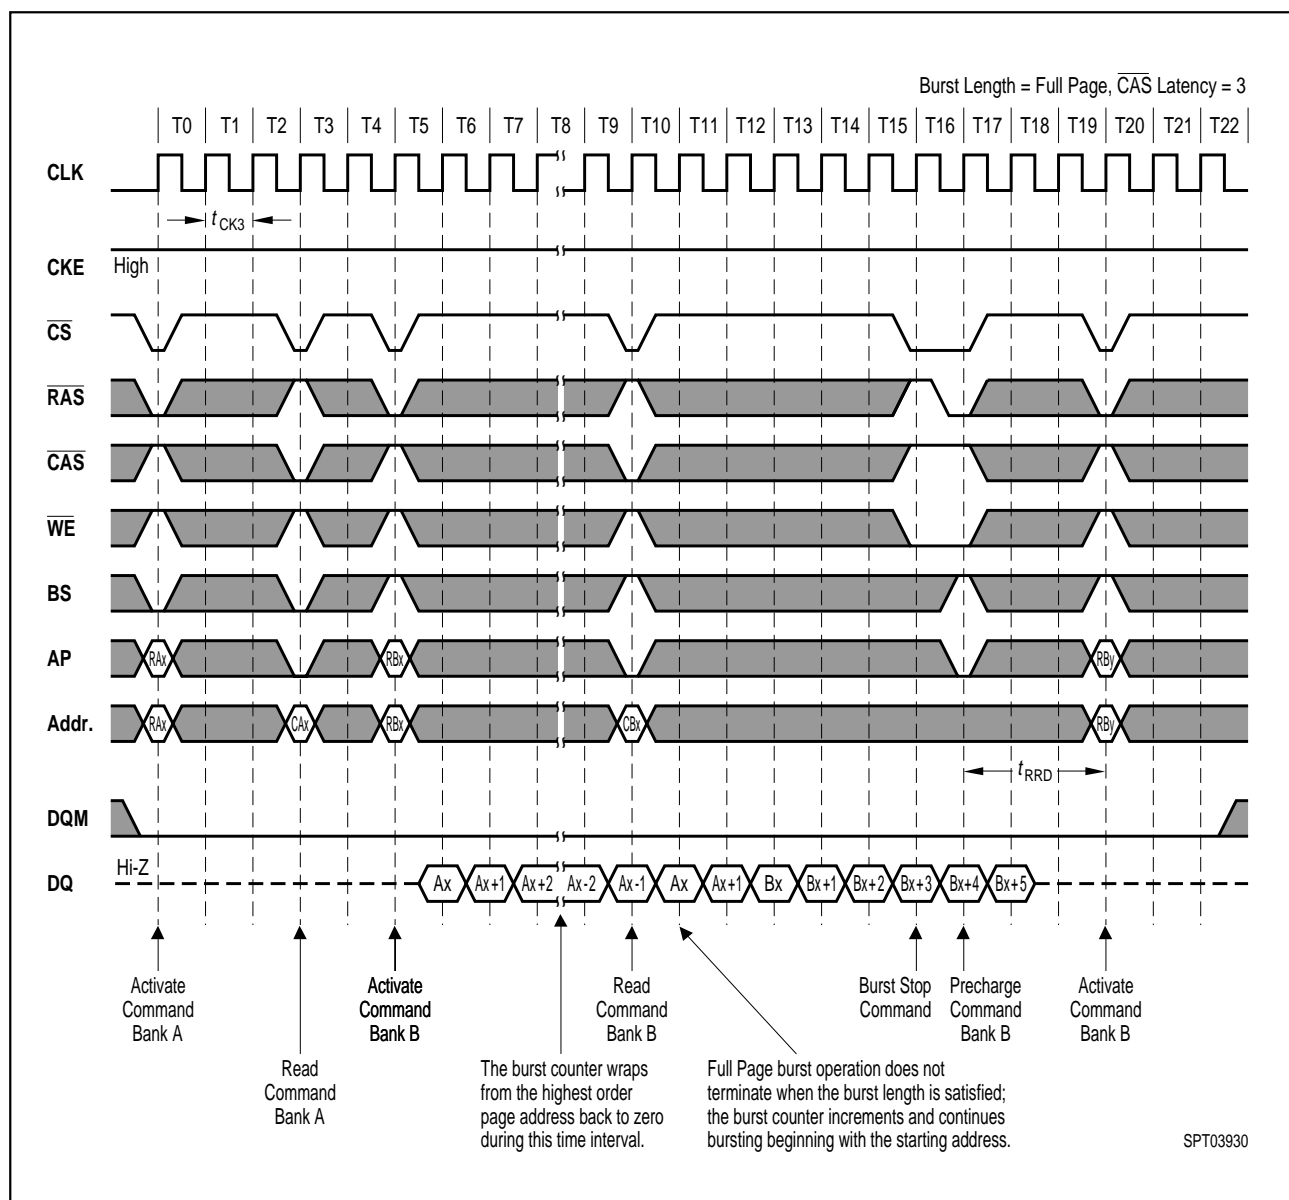 Burst Length = Full Page, CAS Latency = 3
T0 T1 T2 T3 T4 T5 T6 T7 T8 T9 T10 T11 T12 T13 T14 T15 T16 T17 T18 T19 T20 T21 T22
CLK
t CK3
CKE High
CS
RAS
CAS
WE
BS
AP RAx RBx RBy
Addr. RAx CAx RBx CBx RBy
t RRD
DQM
DQ Hi-Z Ax Ax+1 Ax+2 Ax-2 Ax-1 Ax Ax+1 Bx Bx+1 Bx+2 Bx+3 Bx+4 Bx+5
Activate
Command
Bank A
Read
Command
Bank A
Activate
Command
Bank B
The burst counter wraps
from the highest order
page address back to zero
during this time interval.
Read
Command
Bank B
Full Page burst operation does not
terminate when the burst length is satisfied;
the burst counter increments and continues
bursting beginning with the starting address.
Burst Stop
Command
Precharge
Command
Bank B
Activate
Command
Bank B
SPT03930